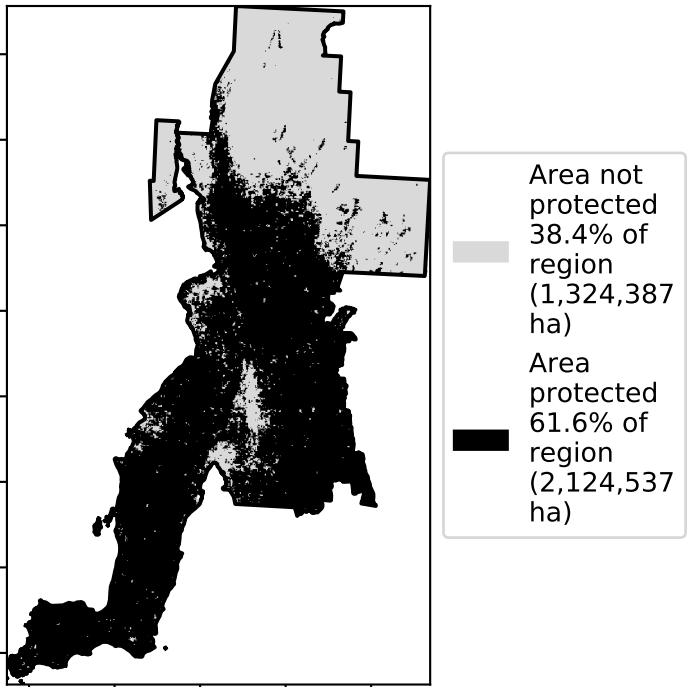 Area not
protected
38.4% of
region
(1,324,387
ha)
Area
protected
61.6% of
region
(2,124,537
ha)